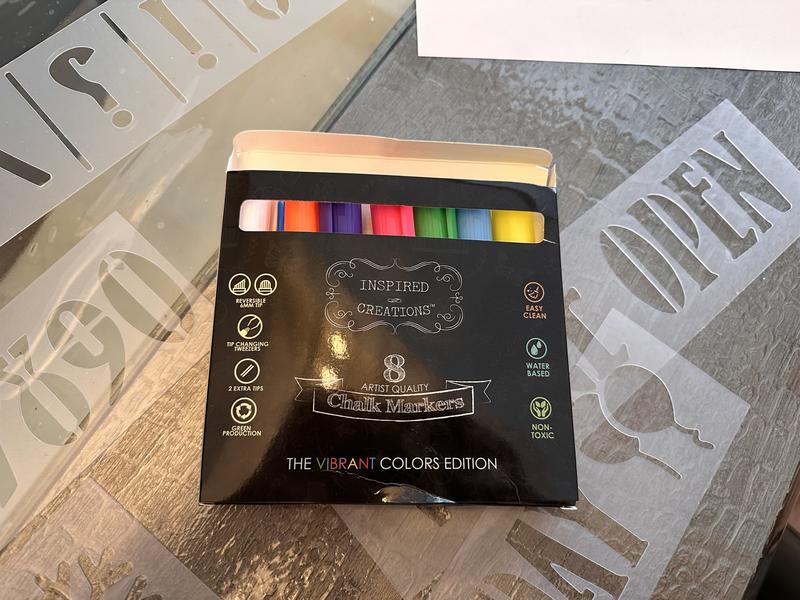 ? ! !
OPEN
INSPIRED
CREATIONS™
REVERSIBLE
6MM TIP
TIP CHANGING
TWEEZERS
2 EXTRA TIPS
GREEN
PRODUCTION
8
ARTIST QUALITY
Chalk Markers
EASY
CLEAN
WATER
BASED
NON-
TOXIC
THE VIBRANT COLORS EDITION